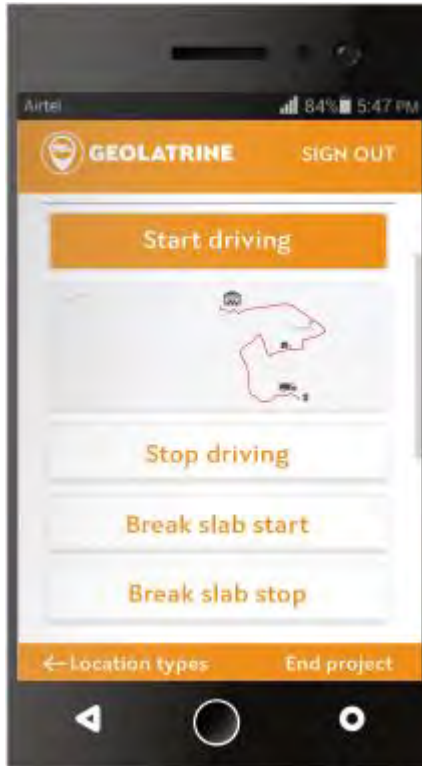 Airtel 84% 5:47 PM
GEOLATRINE SIGN OUT
Start driving
Stop driving
Break slab start
Break slab stop
←Location types End project